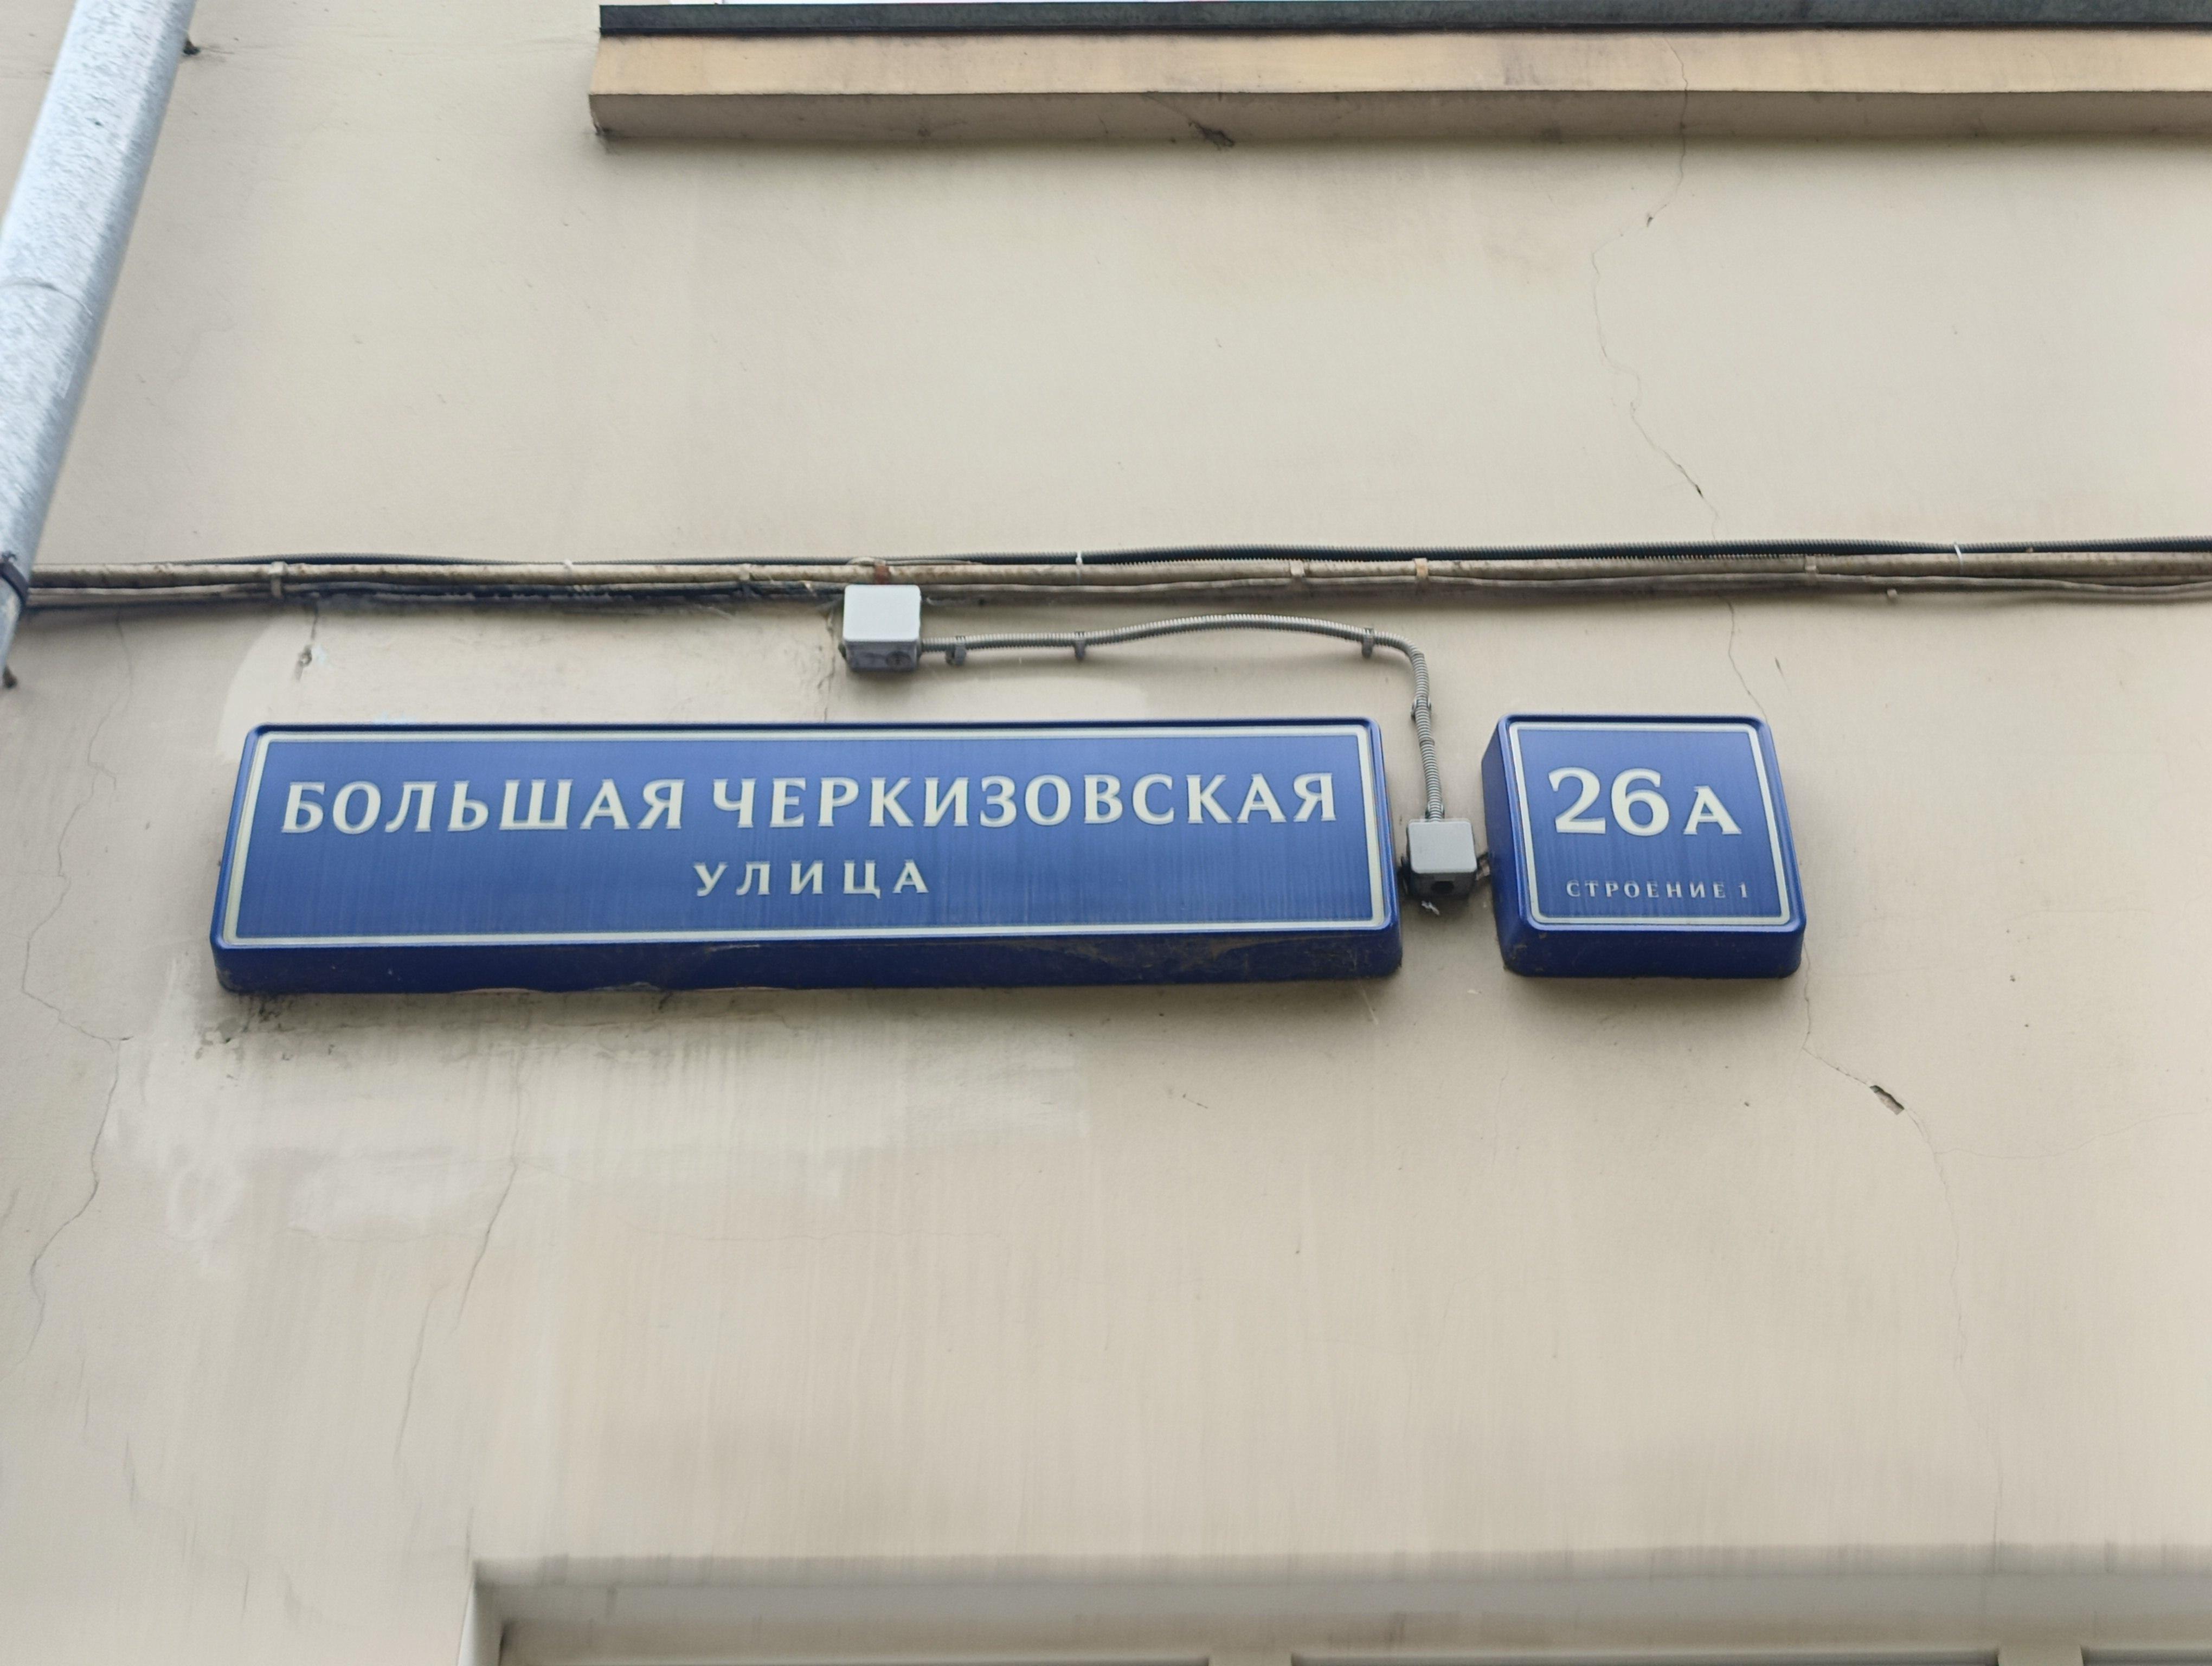 БОЛЬШАЯ ЧЕРКИЗОВСКАЯ
УЛИЦА
26А
СТРОЕНИЕ 1